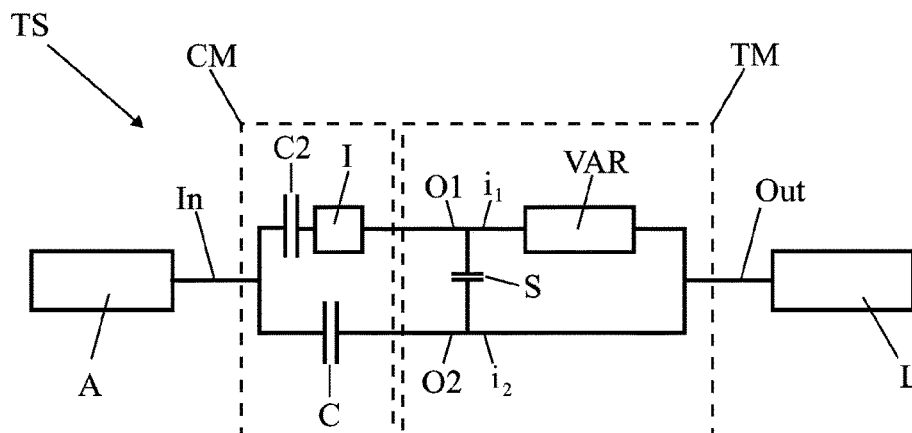 TS
CM
TM
C2
I
VAR
In
O1
i₁
Out
S
A
C
O2
i₂
L